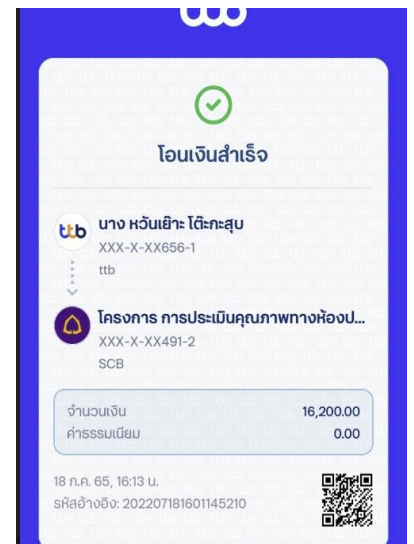 ttb
โอนเงินสำเร็จ
ttb นาง หวันเย๊าะ โต๊ะกะสุบ
XXX-X-XX656-1
ttb
โครงการ การประเมินคุณภาพทางห้องป...
XXX-X-XX491-2
SCB
จำนวนเงิน 16,200.00
ค่าธรรมเนียม 0.00
18 ก.ค. 65, 16:13 น.
รหัสอ้างอิง: 202207181601145210